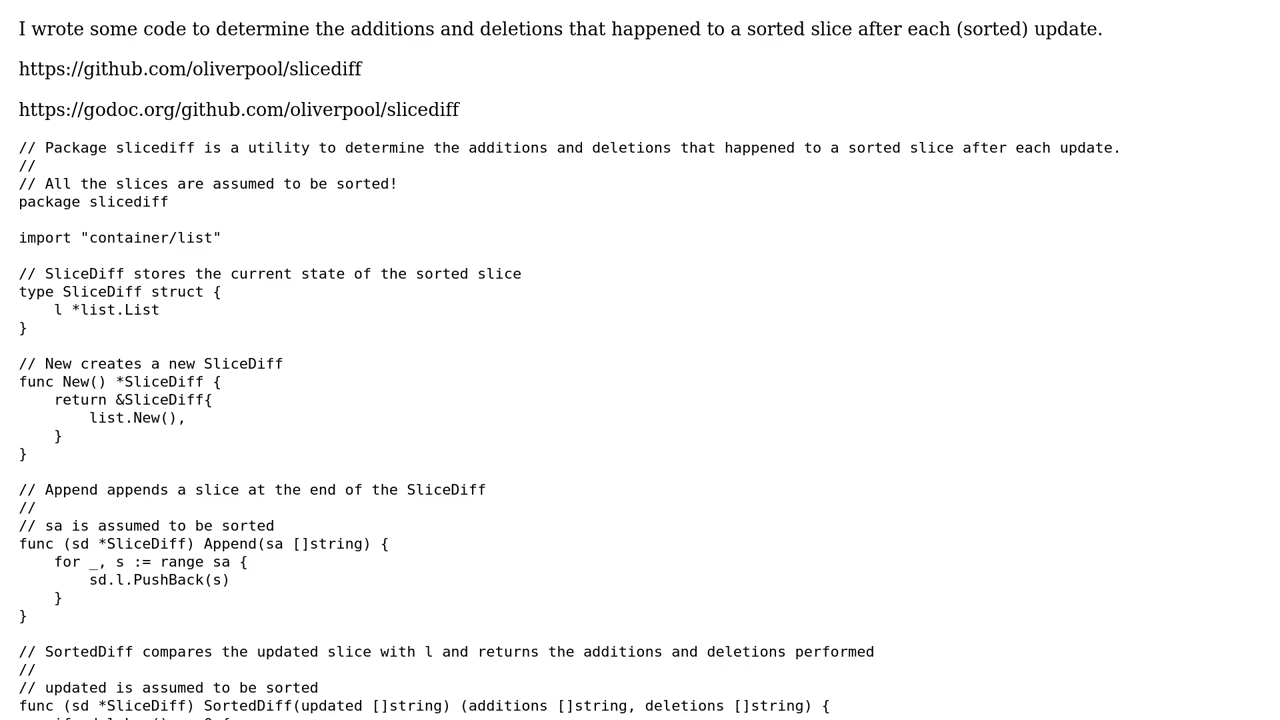 I wrote some code to determine the additions and deletions that happened to a sorted slice after each (sorted) update.
https://github.com/oliverpool/slicediff
https://godoc.org/github.com/oliverpool/slicediff
// Package slicediff is a utility to determine the additions and deletions that happened to a sorted slice after each update.
//
// All the slices are assumed to be sorted!
package slicediff

import "container/list"

// SliceDiff stores the current state of the sorted slice
type SliceDiff struct {
    l *list.List
}

// New creates a new SliceDiff
func New() *SliceDiff {
    return &SliceDiff{
        list.New(),
    }
}

// Append appends a slice at the end of the SliceDiff
//
// sa is assumed to be sorted
func (sd *SliceDiff) Append(sa []string) {
    for _, s := range sa {
        sd.l.PushBack(s)
    }
}

// SortedDiff compares the updated slice with l and returns the additions and deletions performed
//
// updated is assumed to be sorted
func (sd *SliceDiff) SortedDiff(updated []string) (additions []string, deletions []string) {